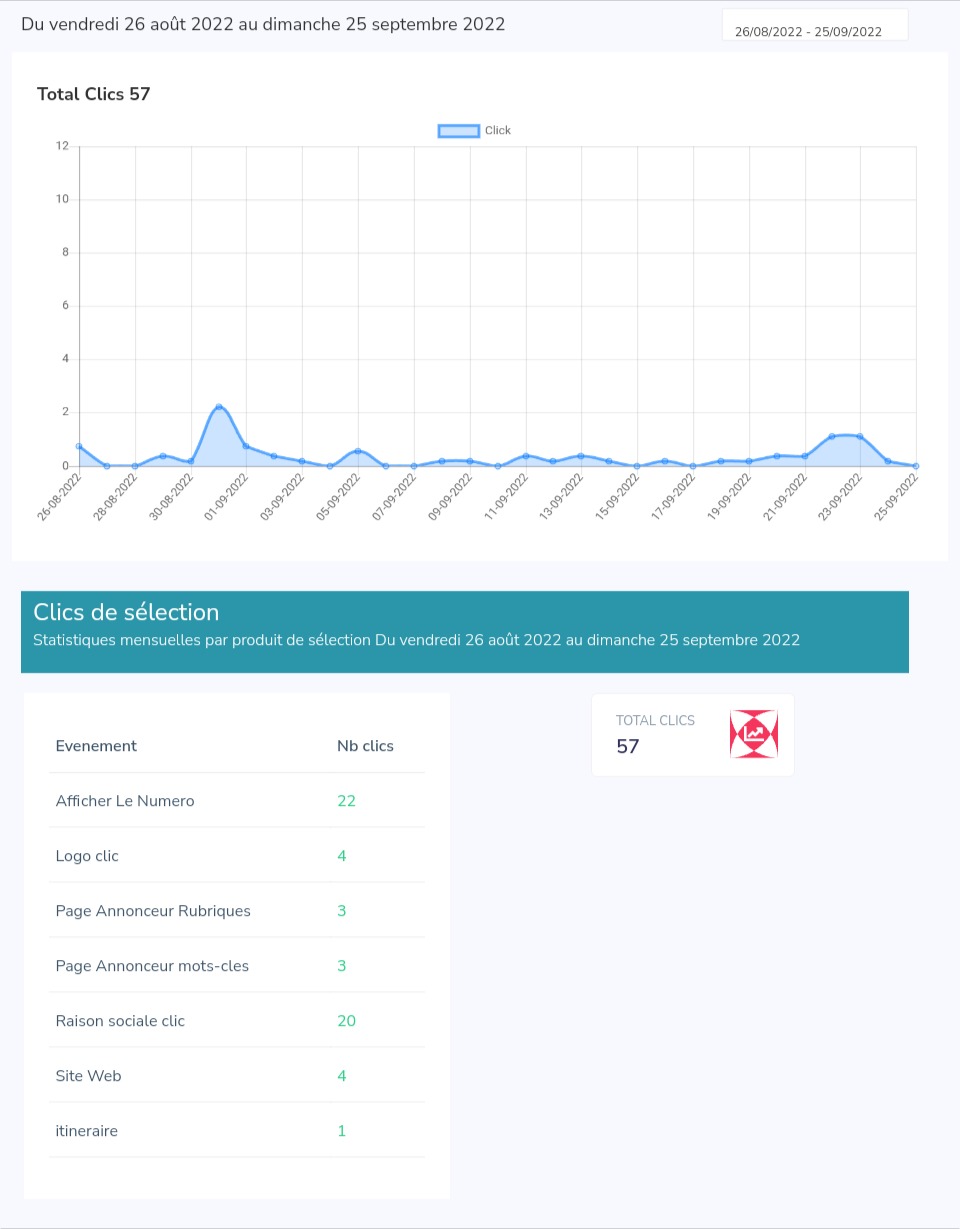 Du vendredi 26 août 2022 au dimanche 25 septembre 2022
26/08/2022 - 25/09/2022
Total Clics 57
Click
12
10
8
6
4
2
0
26-08-2022
28-08-2022
30-08-2022
01-09-2022
03-09-2022
05-09-2022
07-09-2022
09-09-2022
11-09-2022
13-09-2022
15-09-2022
17-09-2022
19-09-2022
21-09-2022
23-09-2022
25-09-2022
Clics de sélection
Statistiques mensuelles par produit de sélection Du vendredi 26 août 2022 au dimanche 25 septembre 2022
Evenement Nb clics
Afficher Le Numero 22
Logo clic 4
Page Annonceur Rubriques 3
Page Annonceur mots-cles 3
Raison sociale clic 20
Site Web 4
itineraire 1
TOTAL CLICS
57